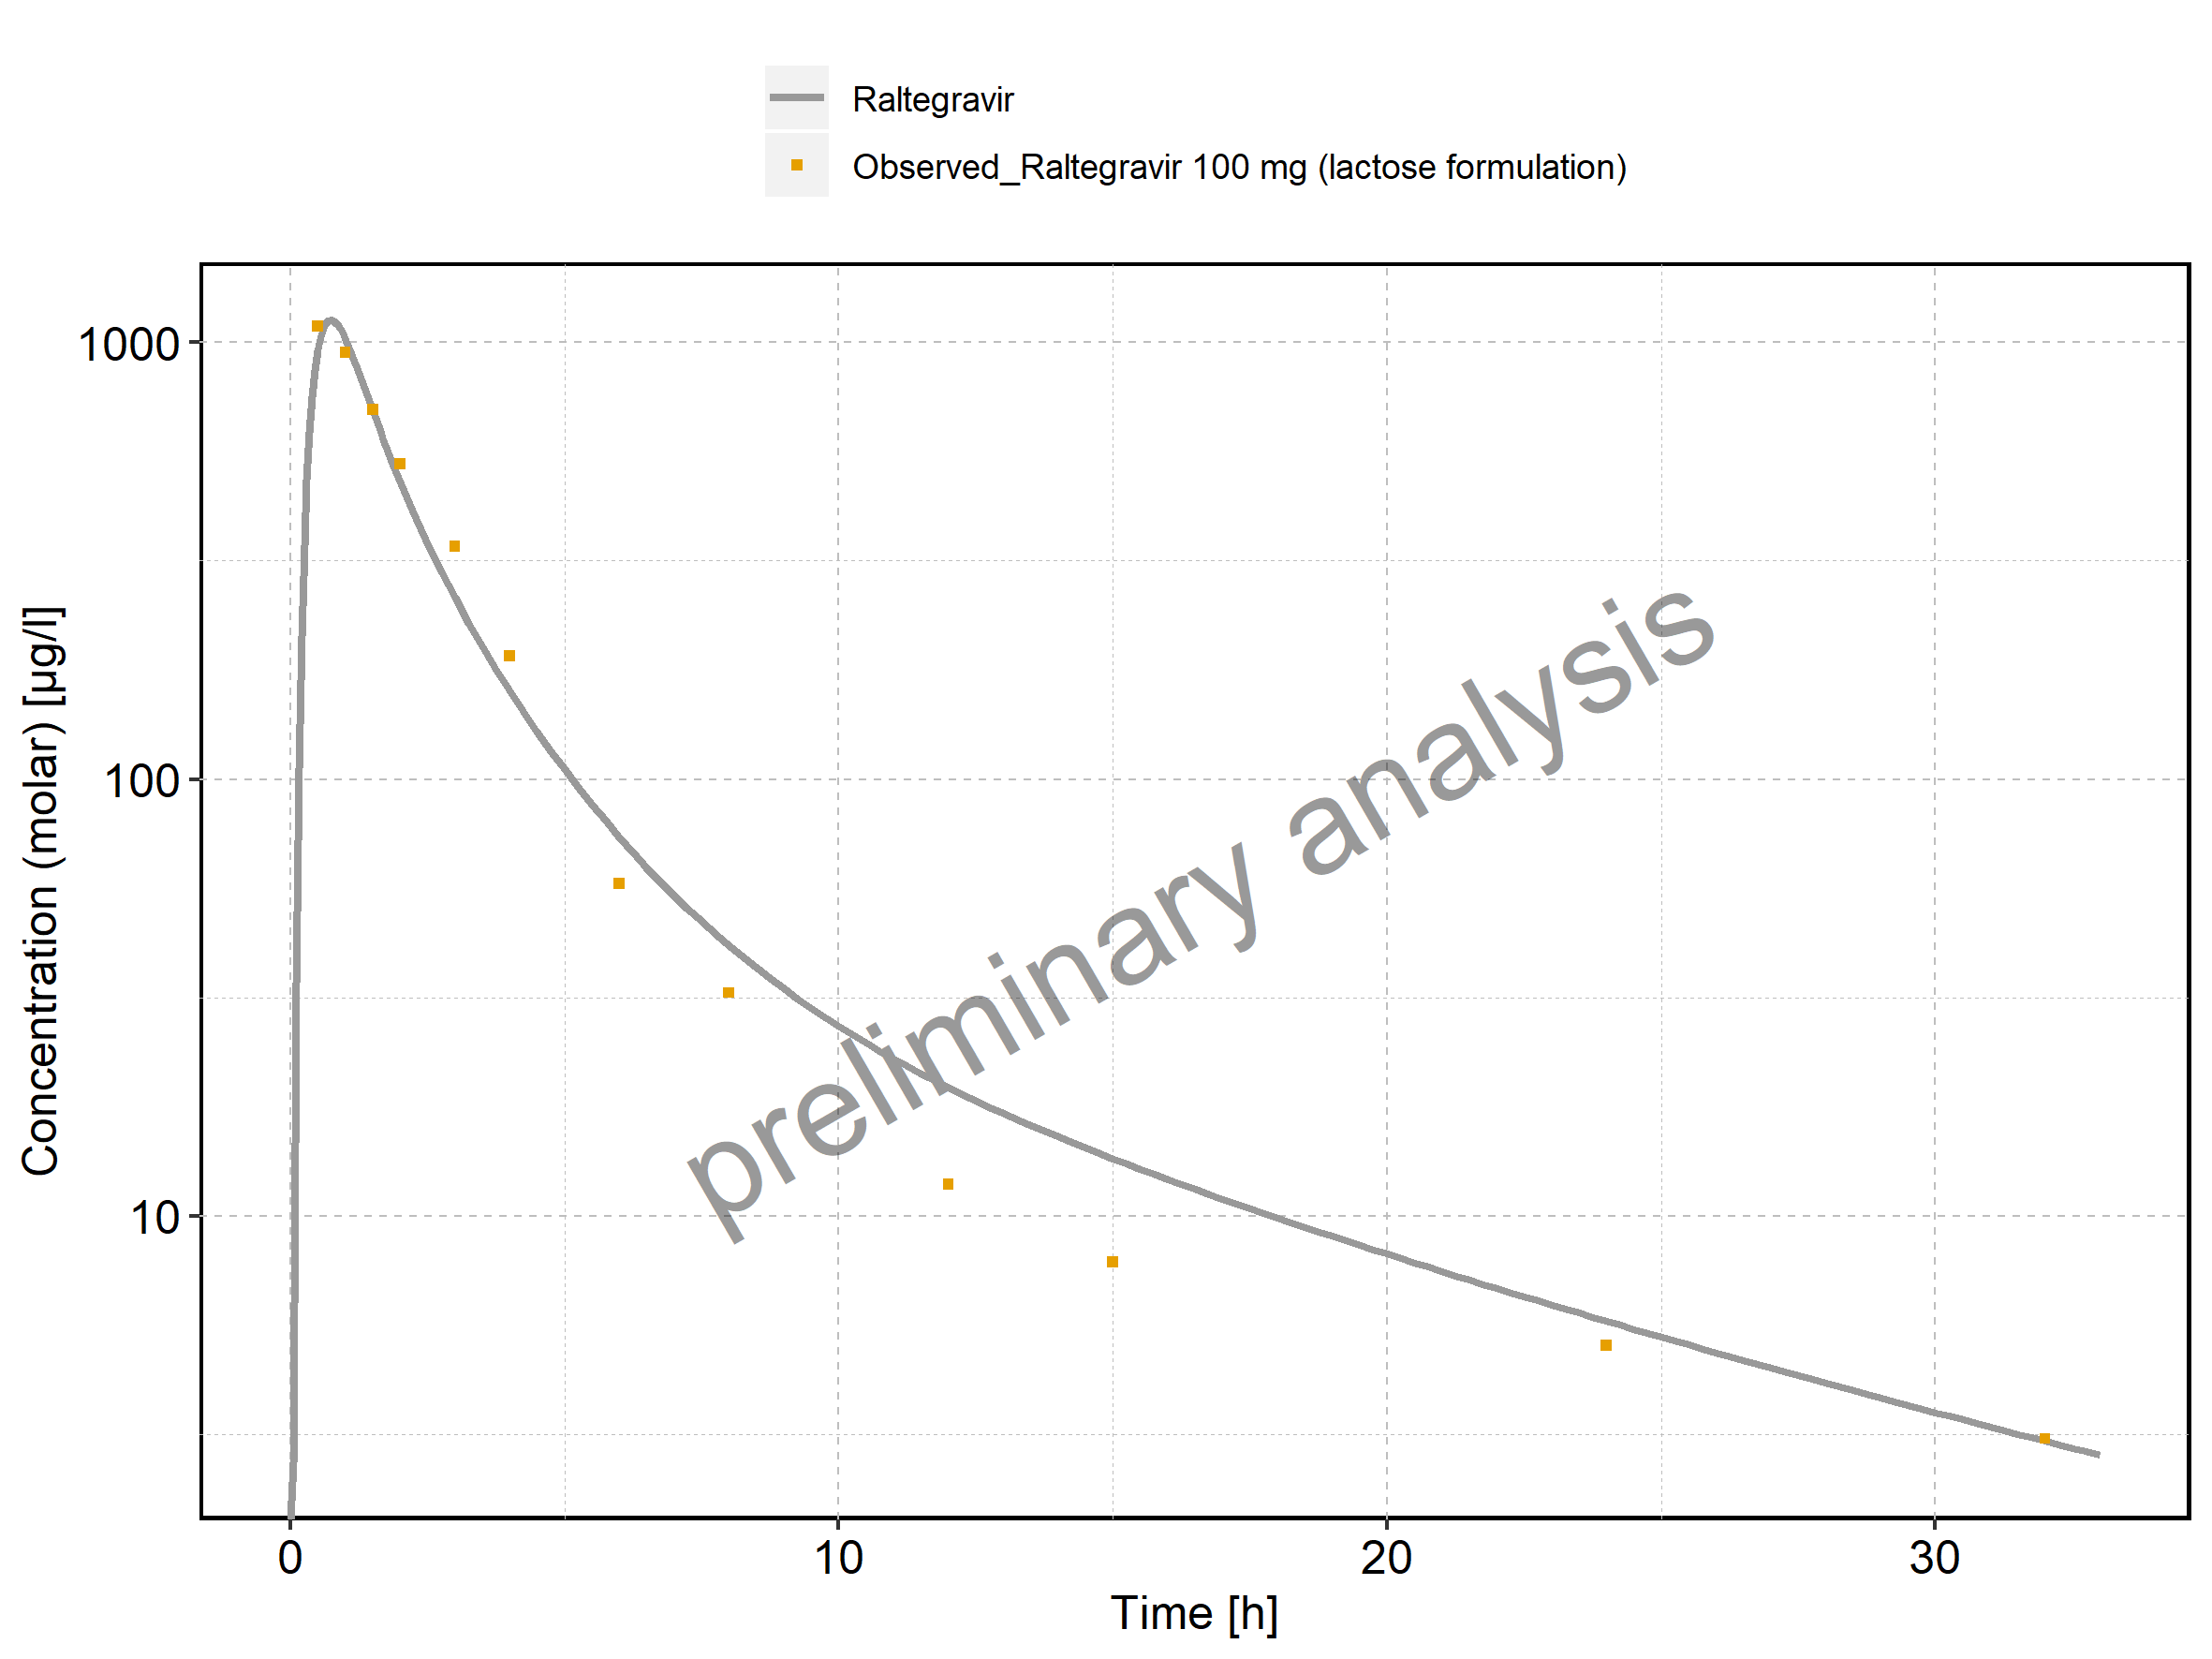 Raltegravir
Observed_Raltegravir 100 mg (lactose formulation)
1000
100
10
Concentration (molar) [µg/l]
preliminary analysis
0 10 20 30
Time [h]